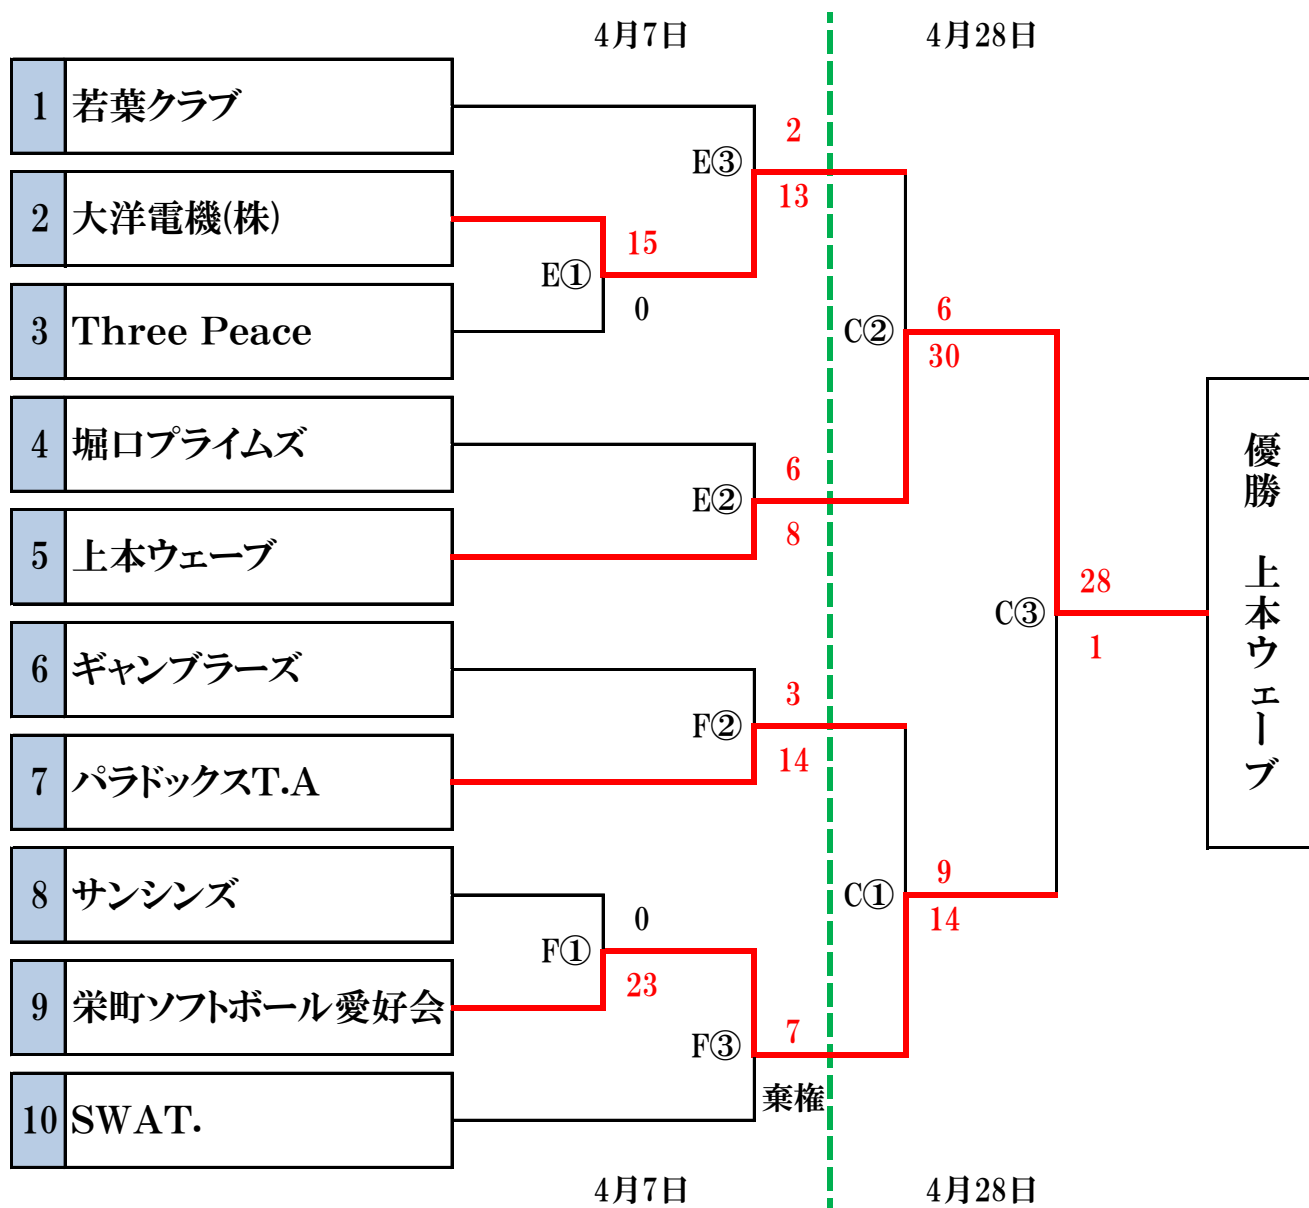 4月7日
4月28日
1 若葉クラブ
2
E③
13
2 大洋電機(株)
15
E①
0
3 Three Peace
6
C②
30
4 堀口プライムズ
6
E②
8
5 上本ウェーブ
28
C③
1
優勝 上本ウェーブ
6 ギャンブラーズ
3
F②
14
7 パラドックスT.A
9
C①
14
8 サンシンズ
0
F①
23
9 栄町ソフトボール愛好会
7
F③
棄権
10 SWAT.
4月7日
4月28日